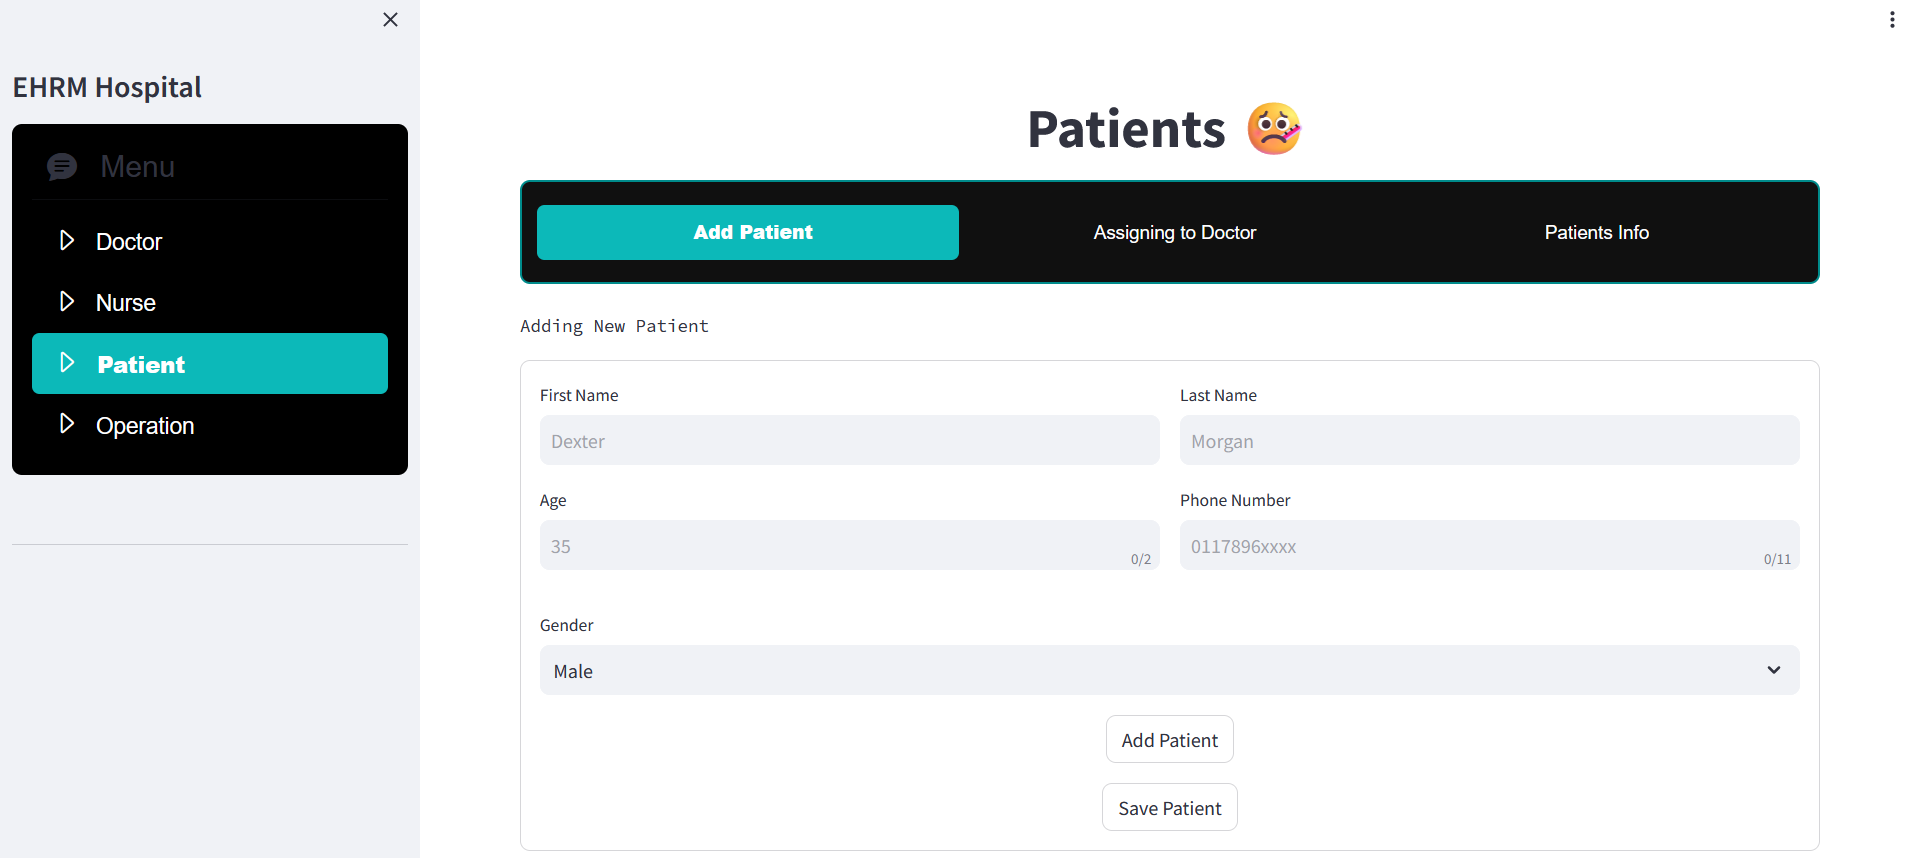 EHRM Hospital
Menu
Doctor
Nurse
Patient
Operation
Patients
Add Patient
Assigning to Doctor
Patients Info
Adding New Patient
First Name
Last Name
Dexter
Morgan
Age
Phone Number
35
0/2
0117896xxxx
0/11
Gender
Male
Add Patient
Save Patient